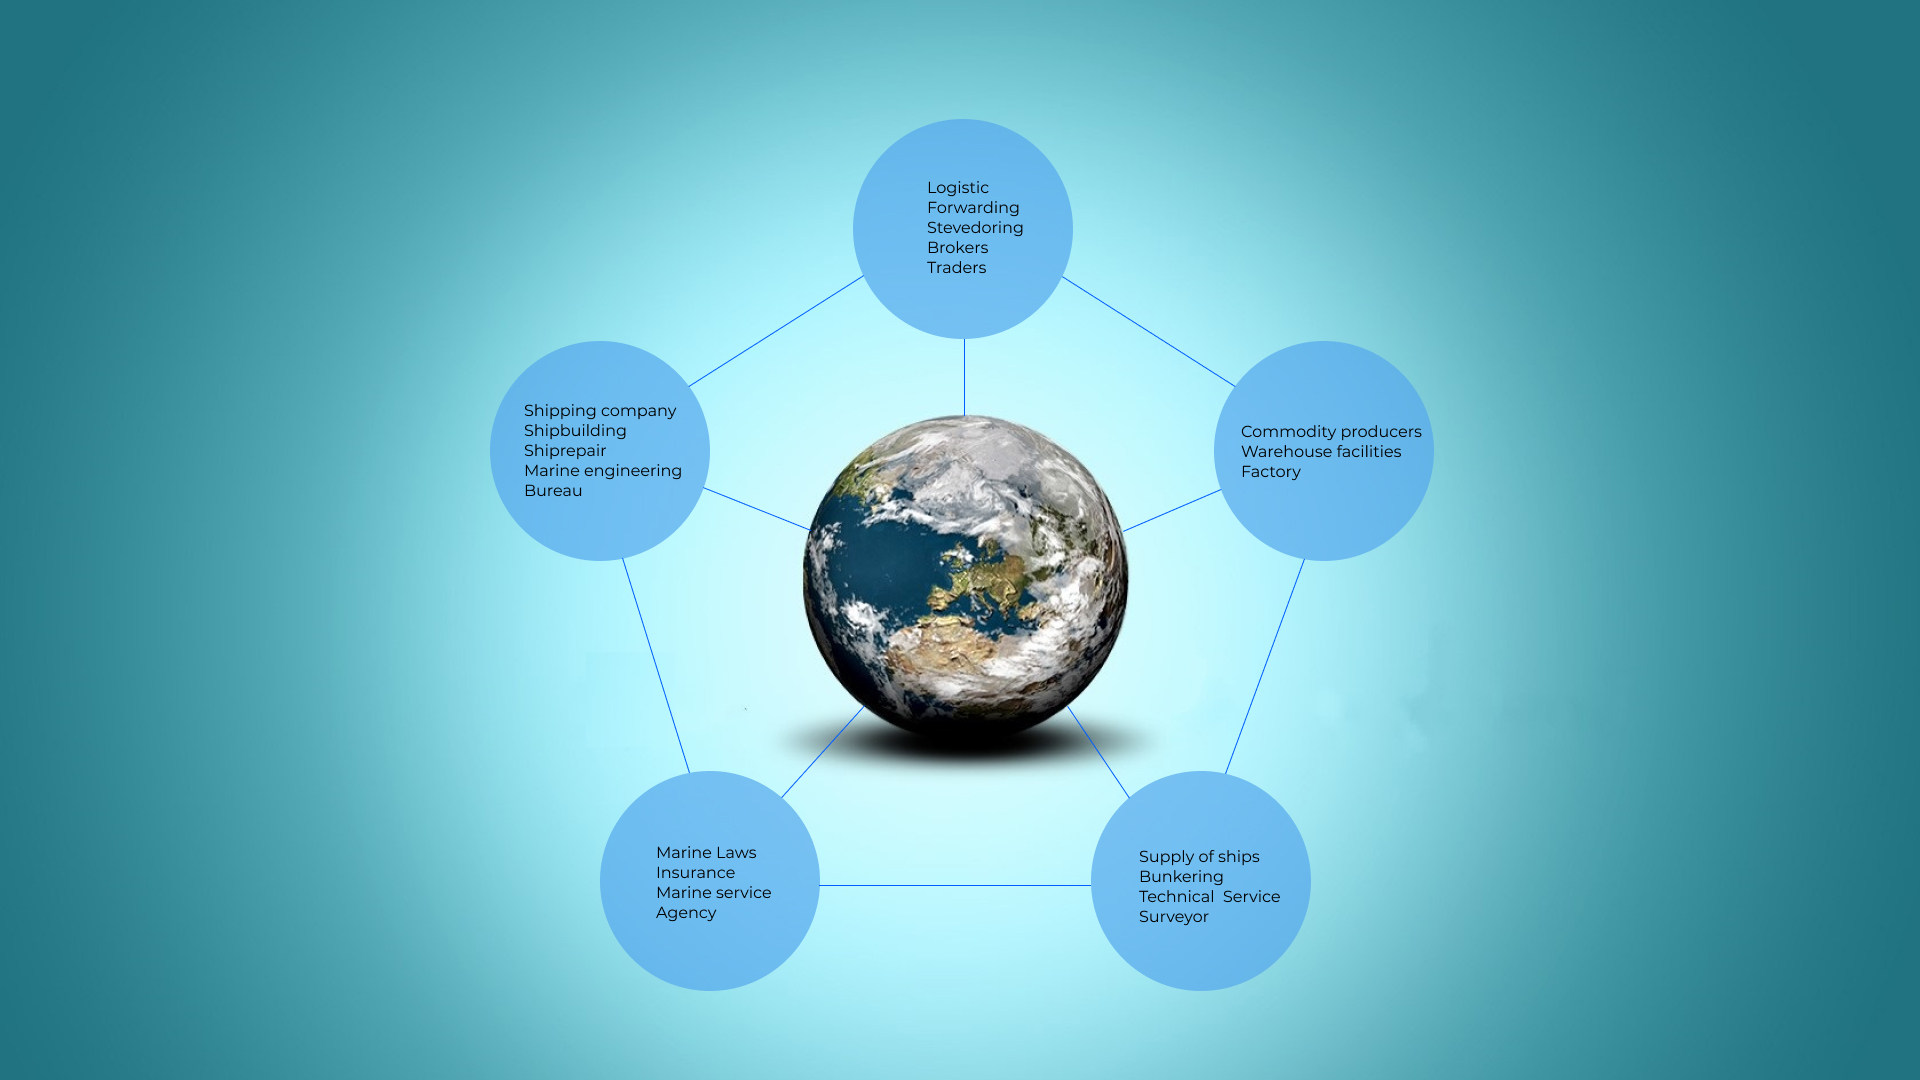 Logistic
Forwarding
Stevedoring
Brokers
Traders
Shipping company
Shipbuilding
Shiprepair
Marine engineering
Bureau
Commodity producers
Warehouse facilities
Factory
Marine Laws
Insurance
Marine service
Agency
Supply of ships
Bunkering
Technical  Service
Surveyor